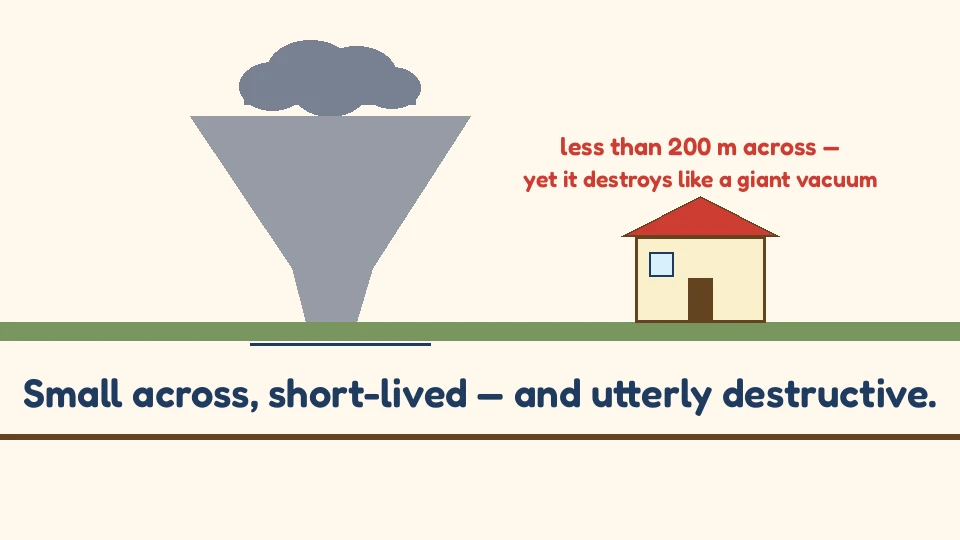 less than 200 m across —
yet it destroys like a giant vacuum
Small across, short-lived — and utterly destructive.